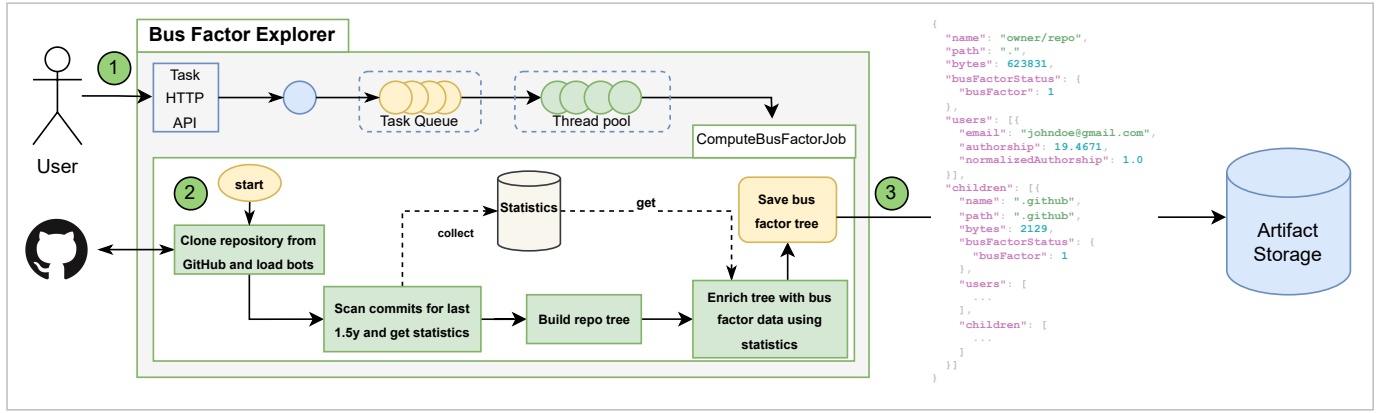 Bus Factor Explorer
1
Task
HTTP
API
User
Task Queue
Thread pool
ComputeBusFactorJob
2
start
Clone repository from
GitHub and load bots
Statistics
collect
get
Scan commits for last
1.5y and get statistics
Build repo tree
Enrich tree with bus
factor data using
statistics
Save bus
factor tree
3
{
"name": "owner/repo",
"path": ".",
"bytes": 623831,
"busFactorStatus": {
"busFactor": 1
},
"users": [{
"email": "johndoe@gmail.com",
"authorship": 19.4671,
"normalizedAuthorship": 1.0
}],
"children": [{
"name": ".github",
"path": ".github",
"bytes": 2129,
"busFactorStatus": {
"busFactor": 1
},
"users": [
...
],
"children": [
...
]
}]
}
Artifact
Storage